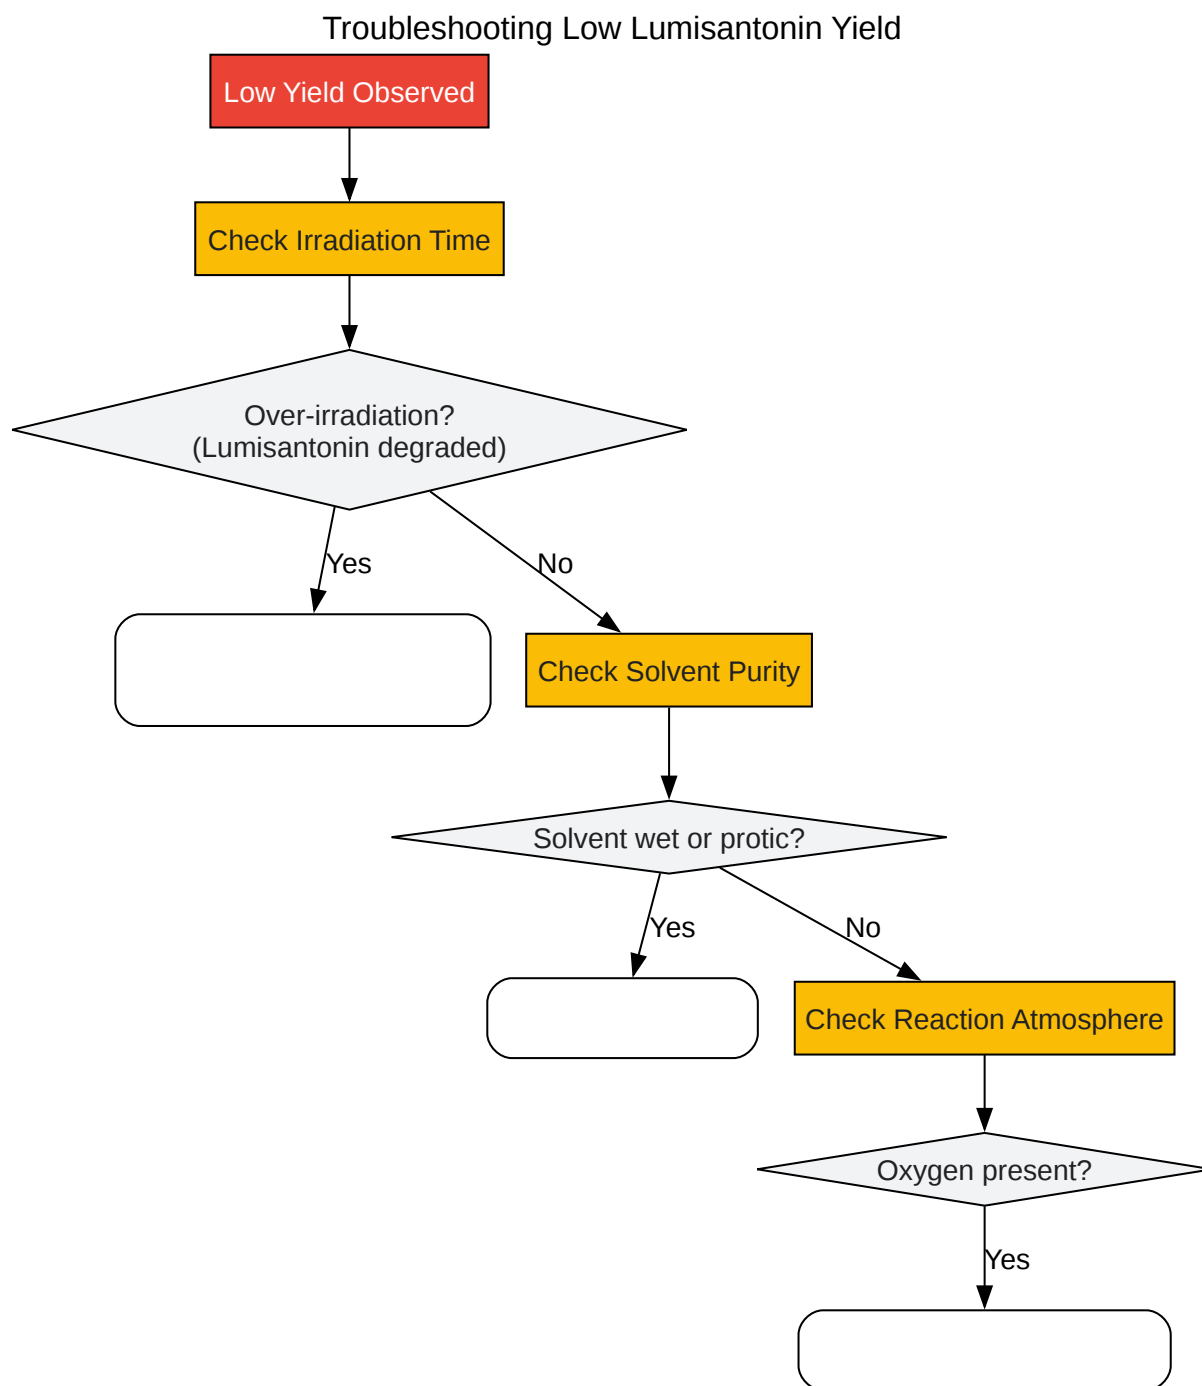 Troubleshooting Low Lumisantonin Yield
Low Yield Observed
Check Irradiation Time
Over-irradiation?
(Lumisantonin degraded)
Yes
No
Check Solvent Purity
Solvent wet or protic?
Yes
No
Check Reaction Atmosphere
Oxygen present?
Yes